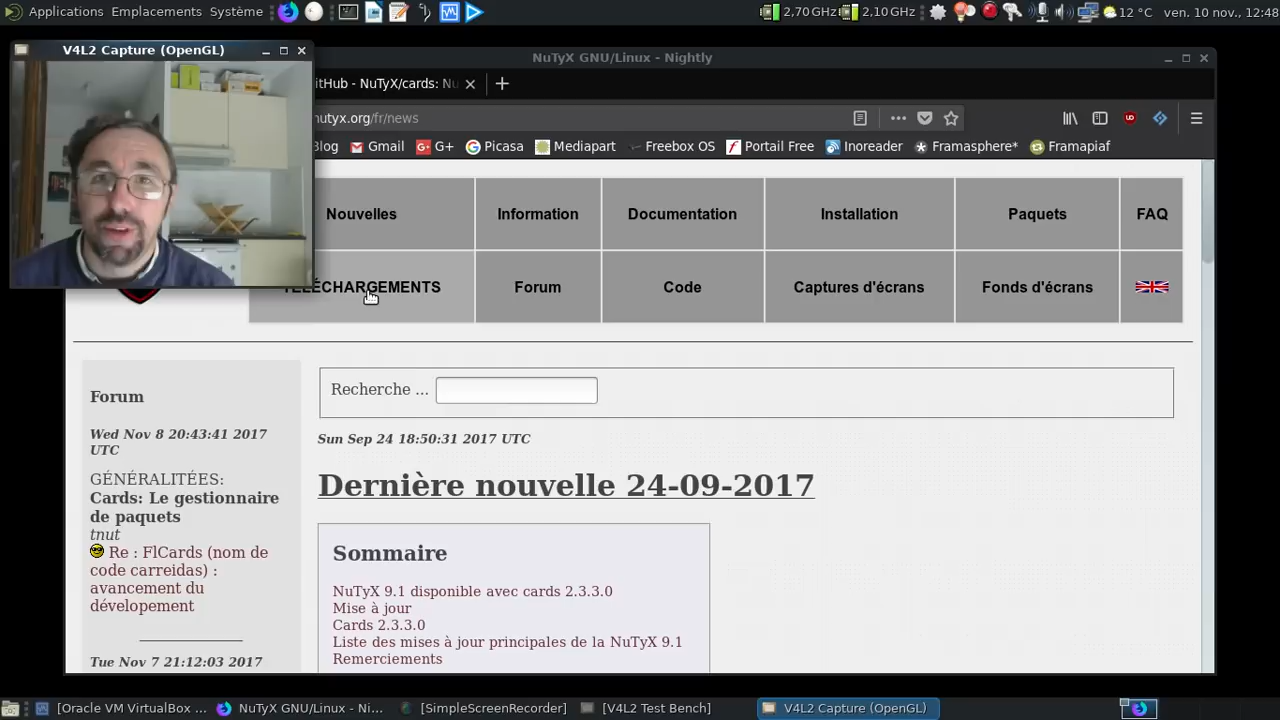 Applications Emplacements Système 2,70 GHz 2,10 GHz 12 °C ven. 10 nov., 12:48
V4L2 Capture (OpenGL)
NuTyX GNU/Linux - Nightly
itHub - NuTyX/cards: Nu
nutyx.org/fr/news
Blog Gmail G+ Picasa Mediapart Freebox OS Portail Free Inoreader Framasphere* Framapiaf
Nouvelles Information Documentation Installation Paquets FAQ
TÉLÉCHARGEMENTS Forum Code Captures d'écrans Fonds d'écrans
Recherche ...
Forum
Wed Nov 8 20:43:41 2017
UTC
GÉNÉRALITÉES:
Cards: Le gestionnaire
de paquets
tnut
Re : FlCards (nom de
code carreidas) :
avancement du
dévelopement
Tue Nov 7 21:12:03 2017
Sun Sep 24 18:50:31 2017 UTC
Dernière nouvelle 24-09-2017
Sommaire
NuTyX 9.1 disponible avec cards 2.3.3.0
Mise à jour
Cards 2.3.3.0
Liste des mises à jour principales de la NuTyX 9.1
Remerciements
[Oracle VM VirtualBox ... NuTyX GNU/Linux - Ni... [SimpleScreenRecorder] [V4L2 Test Bench] V4L2 Capture (OpenGL)